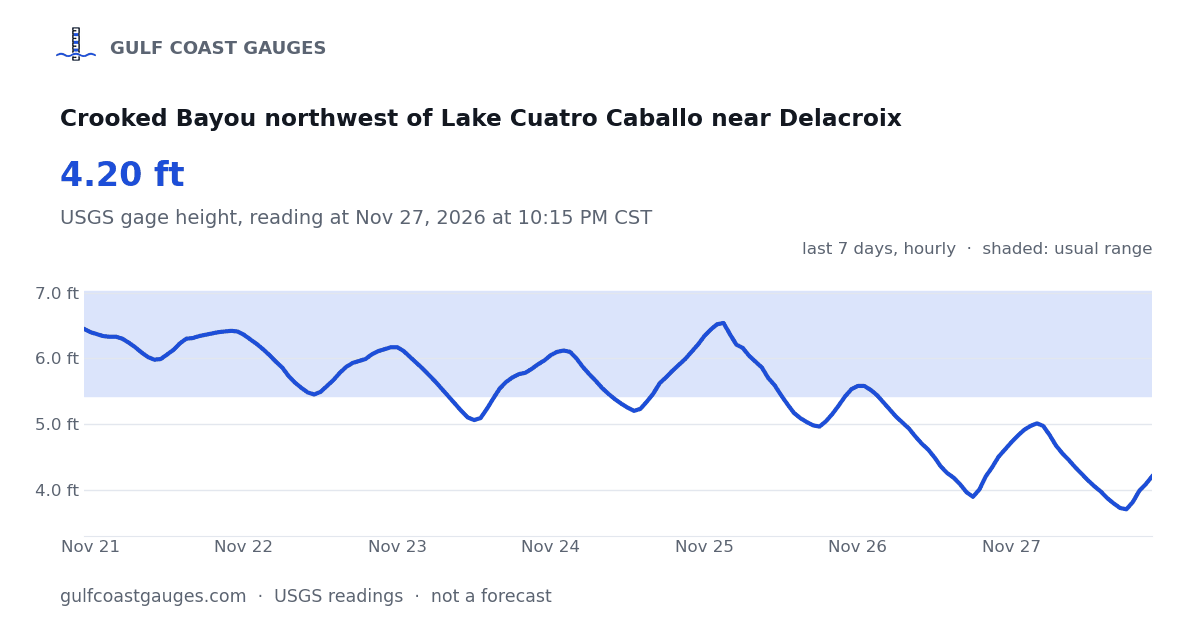 GULF COAST GAUGES
Crooked Bayou northwest of Lake Cuatro Caballo near Delacroix
4.20 ft
USGS gage height, reading at Nov 27, 2026 at 10:15 PM CST
last 7 days, hourly · shaded: usual range
7.0 ft
6.0 ft
5.0 ft
4.0 ft
Nov 21 Nov 22 Nov 23 Nov 24 Nov 25 Nov 26 Nov 27
gulfcoastgauges.com · USGS readings · not a forecast